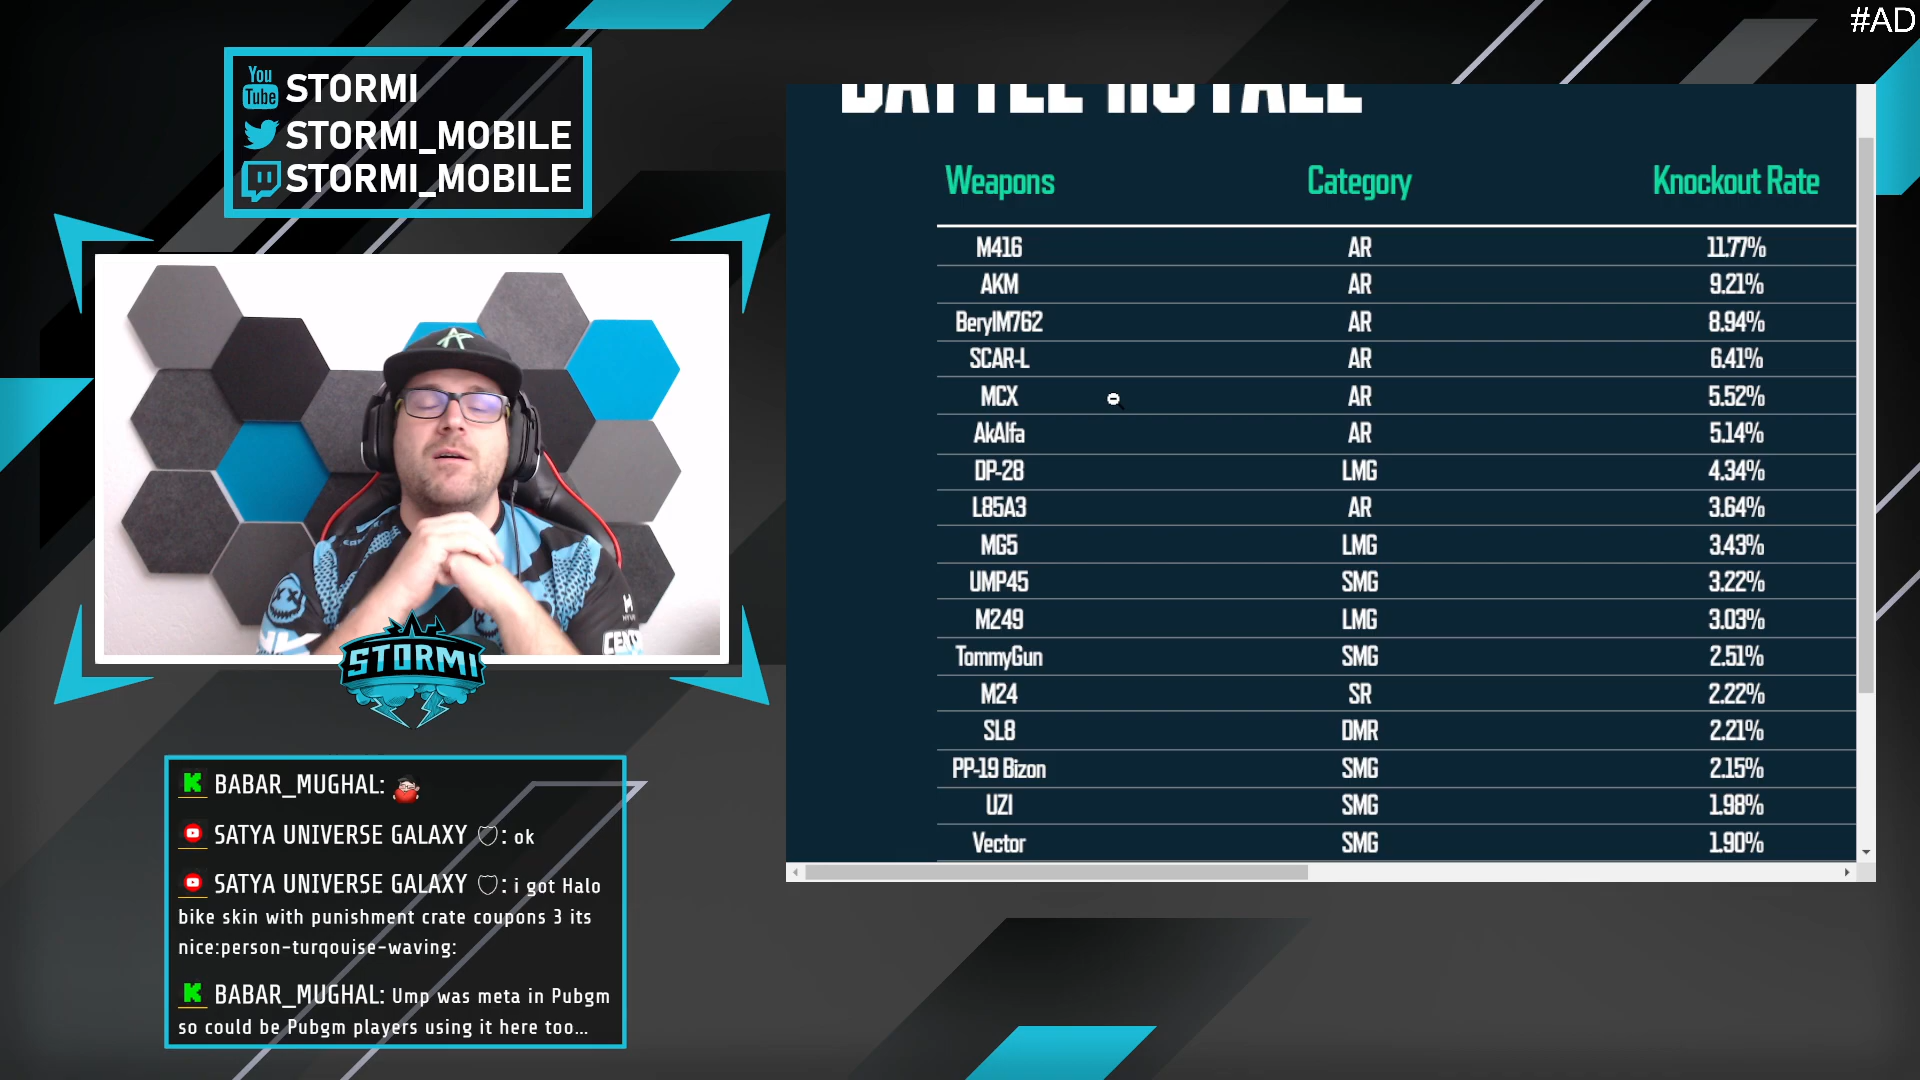 #AD
You
Tube
STORMI
STORMI_MOBILE
STORMI_MOBILE
BATTLE ROYALE
Weapons Category Knockout Rate
M416 AR 11.77%
AKM AR 9.21%
BerylM762 AR 8.94%
SCAR-L AR 6.41%
MCX AR 5.52%
AkAlfa AR 5.14%
DP-28 LMG 4.34%
L85A3 AR 3.64%
MG5 LMG 3.43%
UMP45 SMG 3.22%
M249 LMG 3.03%
TommyGun SMG 2.51%
M24 SR 2.22%
SL8 DMR 2.21%
PP-19 Bizon SMG 2.15%
UZI SMG 1.98%
Vector SMG 1.90%
STORMI
BABAR_MUGHAL:
SATYA UNIVERSE GALAXY : ok
SATYA UNIVERSE GALAXY : i got Halo
bike skin with punishment crate coupons 3 its
nice:person-turqouise-waving:
BABAR_MUGHAL: Ump was meta in Pubgm
so could be Pubgm players using it here too...